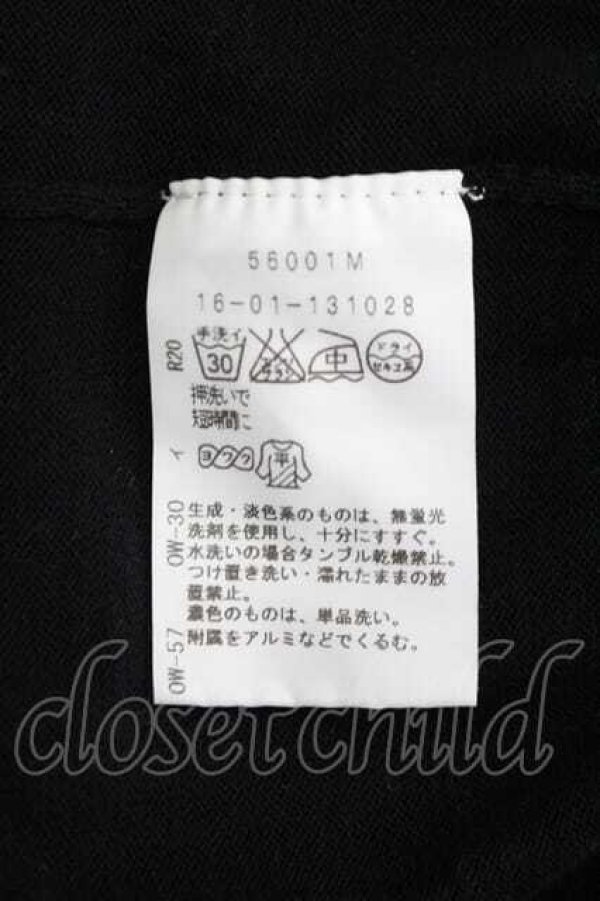 56001M
16-01-131028
手洗イ
30
中
ドライ
セキユ系
押洗いで
短時間に
ヨワク
平
生成・淡色系のものは、無蛍光
洗剤を使用し、十分にすすぐ。
水洗いの場合タンブル乾燥禁止。
つけ置き洗い・濡れたままの放
置禁止。
濃色のものは、単品洗い。
附属をアルミなどでくるむ。
R20
イ
OW-30
OW-57
closet child